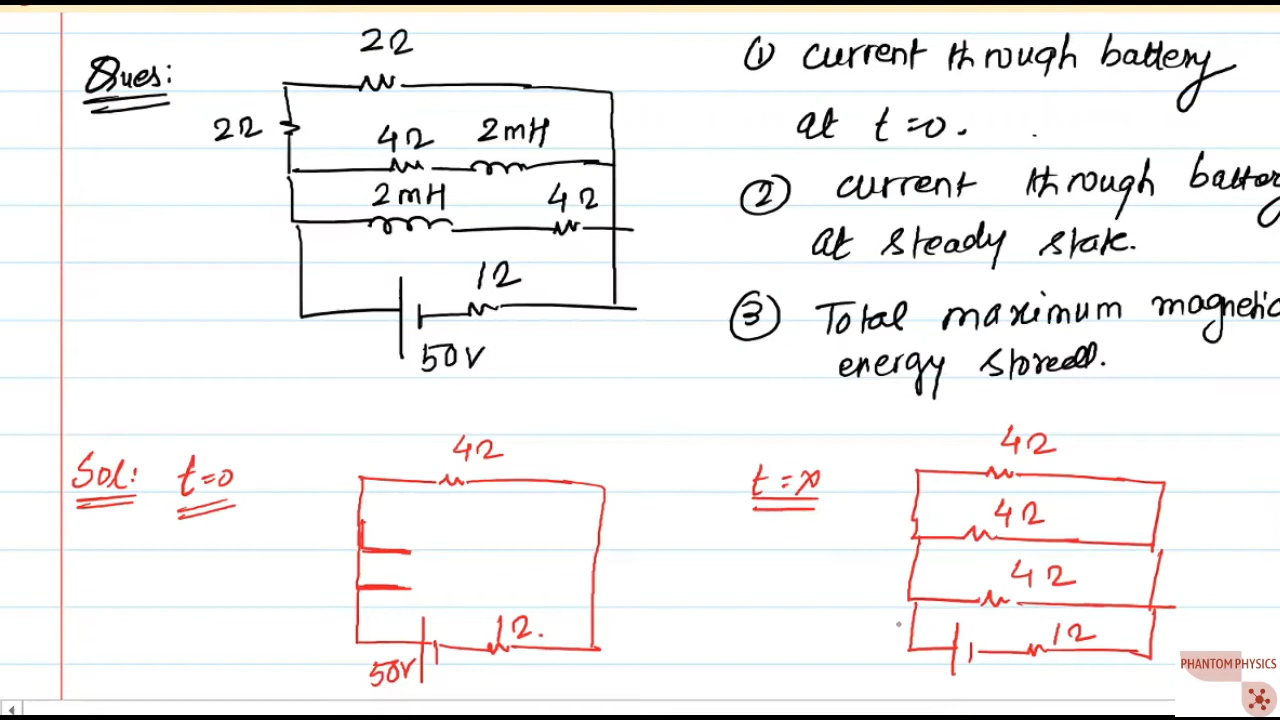 Ques:
2Ω
2Ω
4Ω 2mH
2mH 4Ω
1Ω
50V
① current through battery
at t=0.
② current through battery
at steady state.
③ Total maximum magnetic
energy stored.
Sol: t=0
4Ω
1Ω.
50V
t=∞
4Ω
4Ω
4Ω
1Ω
PHANTOM PHYSICS